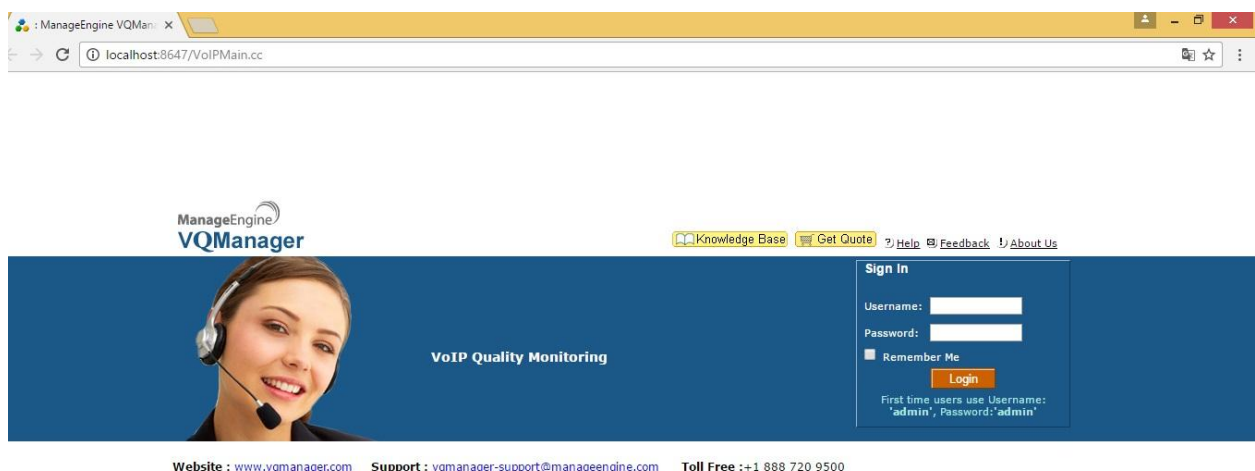 : ManageEngine VQMana
localhost:8647/VoIPMain.cc
ManageEngine
VQManager
Knowledge Base Get Quote Help Feedback About Us
Sign In
Username:
Password:
VoIP Quality Monitoring
Remember Me
Login
First time users use Username:
'admin', Password:'admin'
Website : www.vqmanager.com Support : vqmanager-support@manageengine.com Toll Free :+1 888 720 9500